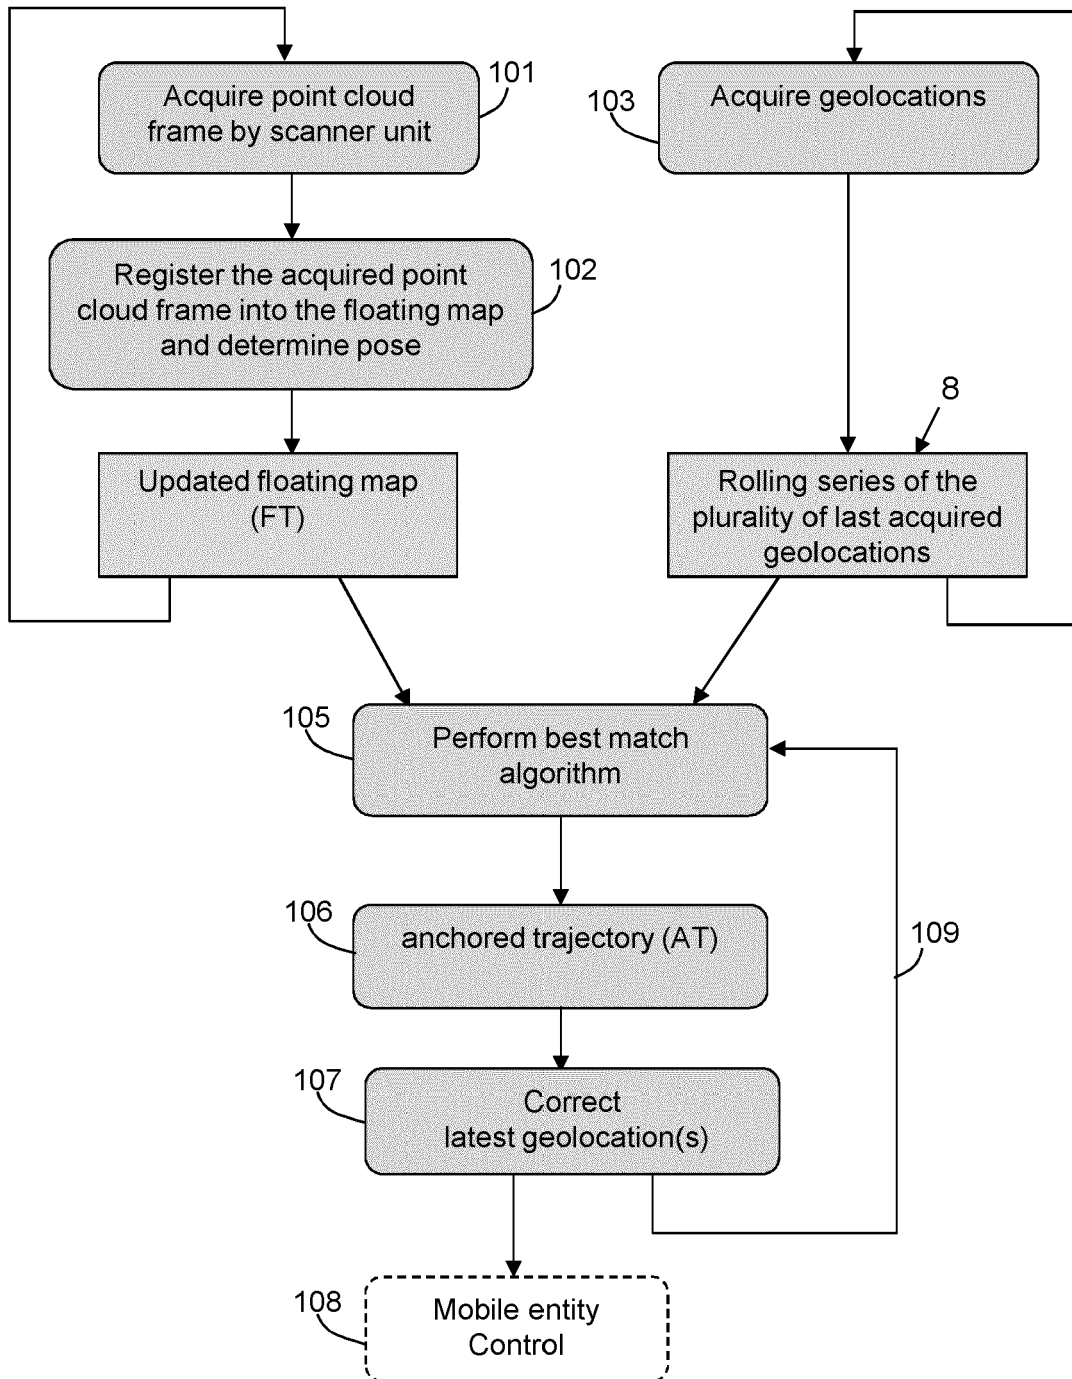 Acquire point cloud
frame by scanner unit
101
Acquire geolocations
103
Register the acquired point
cloud frame into the floating map
and determine pose
102
8
Updated floating map
(FT)
Rolling series of the
plurality of last acquired
geolocations
105
Perform best match
algorithm
106
anchored trajectory (AT)
109
107
Correct
latest geolocation(s)
108
Mobile entity
Control